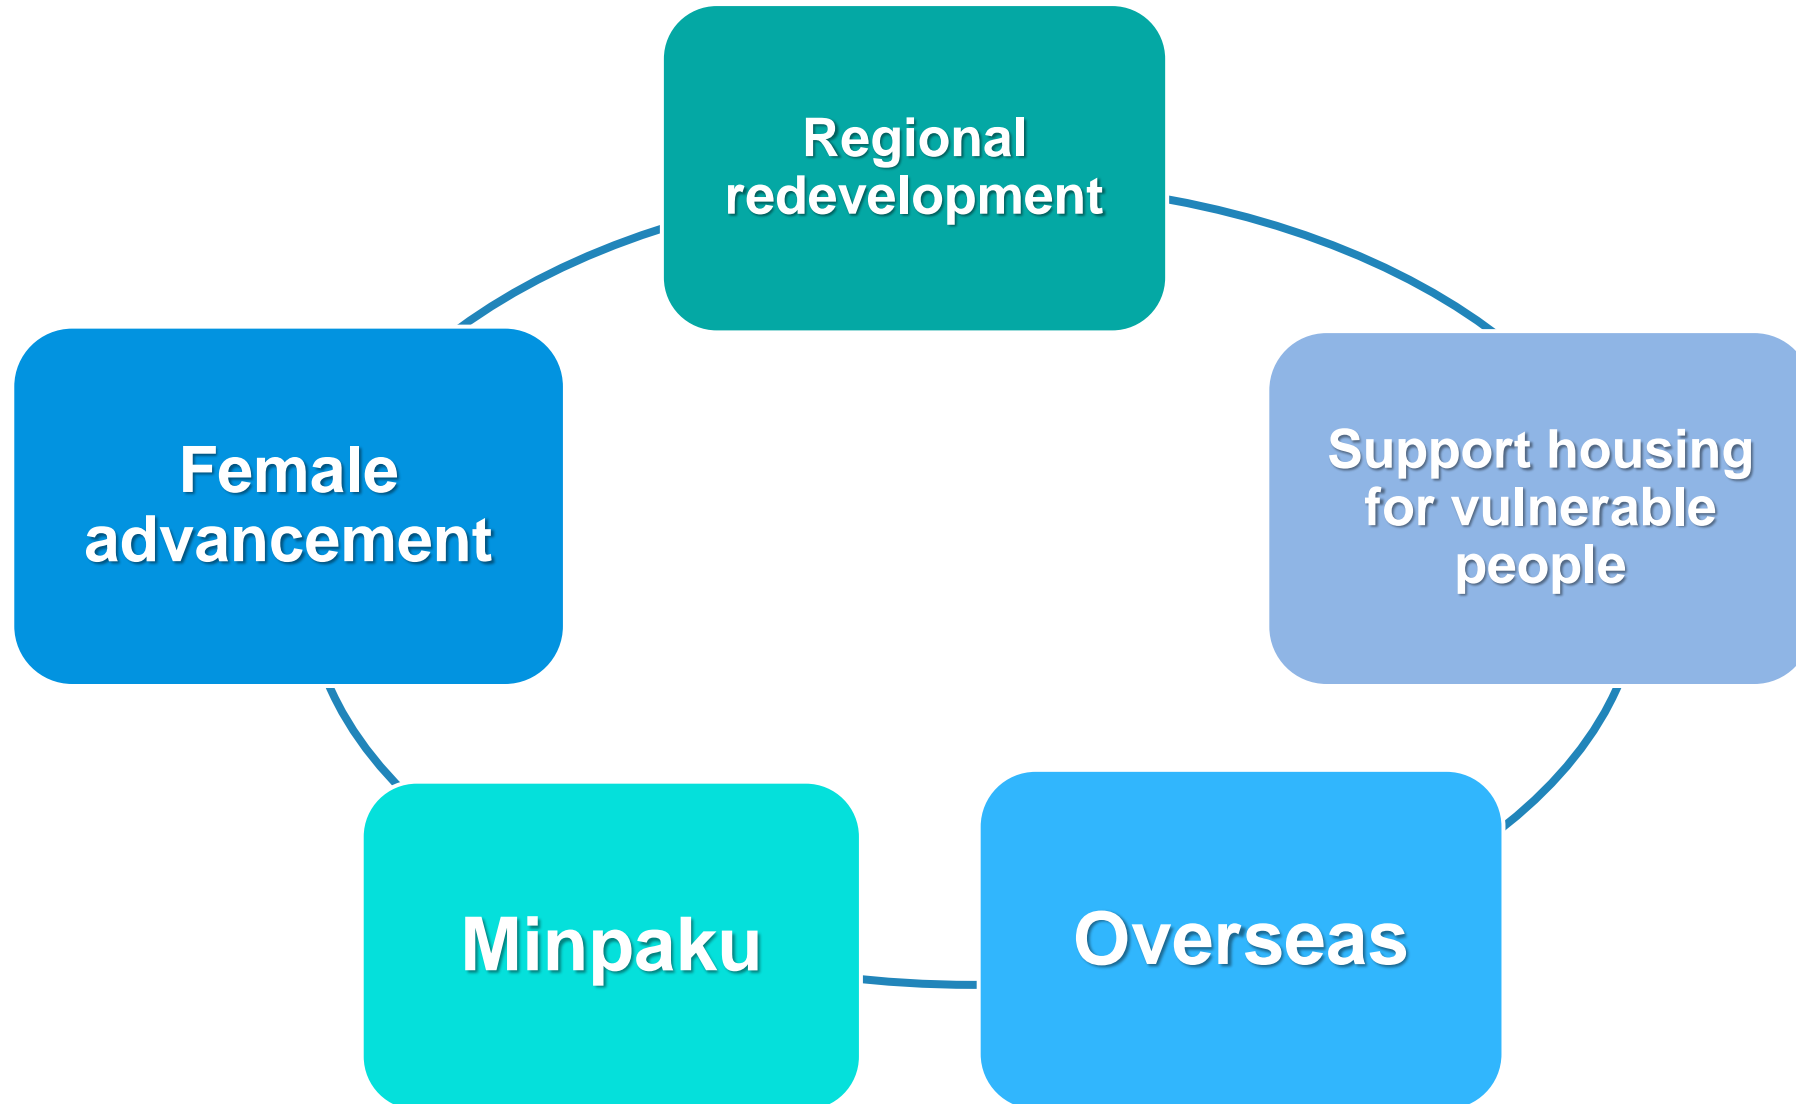 Regional
redevelopment
Female
advancement
Support housing
for vulnerable
people
Minpaku
Overseas